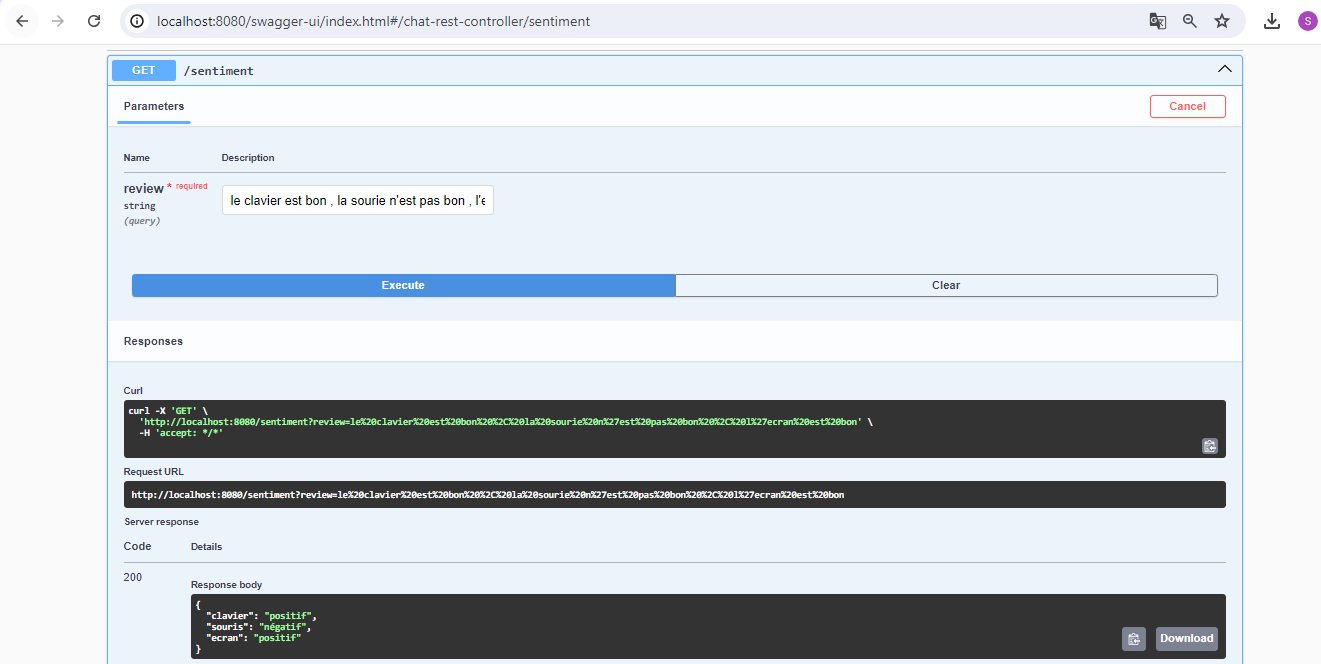 localhost:8080/swagger-ui/index.html#/chat-rest-controller/sentiment
S
GET /sentiment
Parameters
Cancel
Name Description
review * required
string
(query)
le clavier est bon , la sourie n'est pas bon , l'e
Execute Clear
Responses
Curl
curl -X 'GET' \
'http://localhost:8080/sentiment?review=le%20clavier%20est%20bon%20%2C%20la%20sourie%20n%27est%20pas%20bon%20%2C%20l%27ecran%20est%20bon' \
-H 'accept: */*'
Request URL
http://localhost:8080/sentiment?review=le%20clavier%20est%20bon%20%2C%20la%20sourie%20n%27est%20pas%20bon%20%2C%20l%27ecran%20est%20bon
Server response
Code Details
200
Response body
{
"clavier": "positif",
"souris": "négatif",
"ecran": "positif"
}
Download